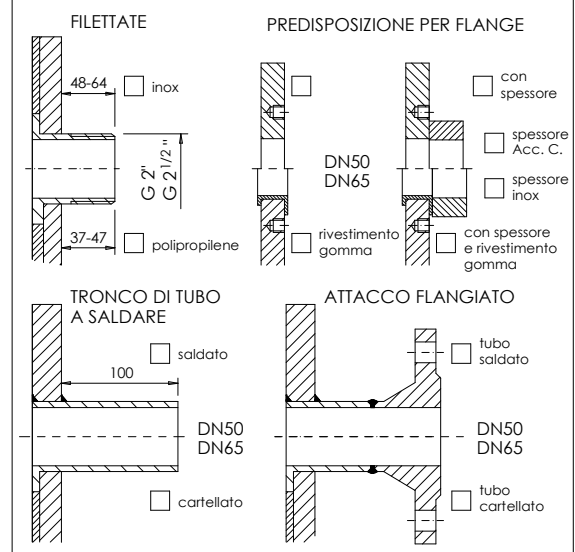 FILETTATE
48-64
inox
G 2"
G 2 1/2"
37-47
polipropilene
PREDISPOSIZIONE PER FLANGE
con
spessore
spessore
Acc. C.
DN50
DN65
spessore
inox
rivestimento
gomma
con spessore
e rivestimento
gomma
TRONCO DI TUBO
A SALDARE
saldato
100
DN50
DN65
cartellato
ATTACCO FLANGIATO
tubo
saldato
DN50
DN65
tubo
cartellato